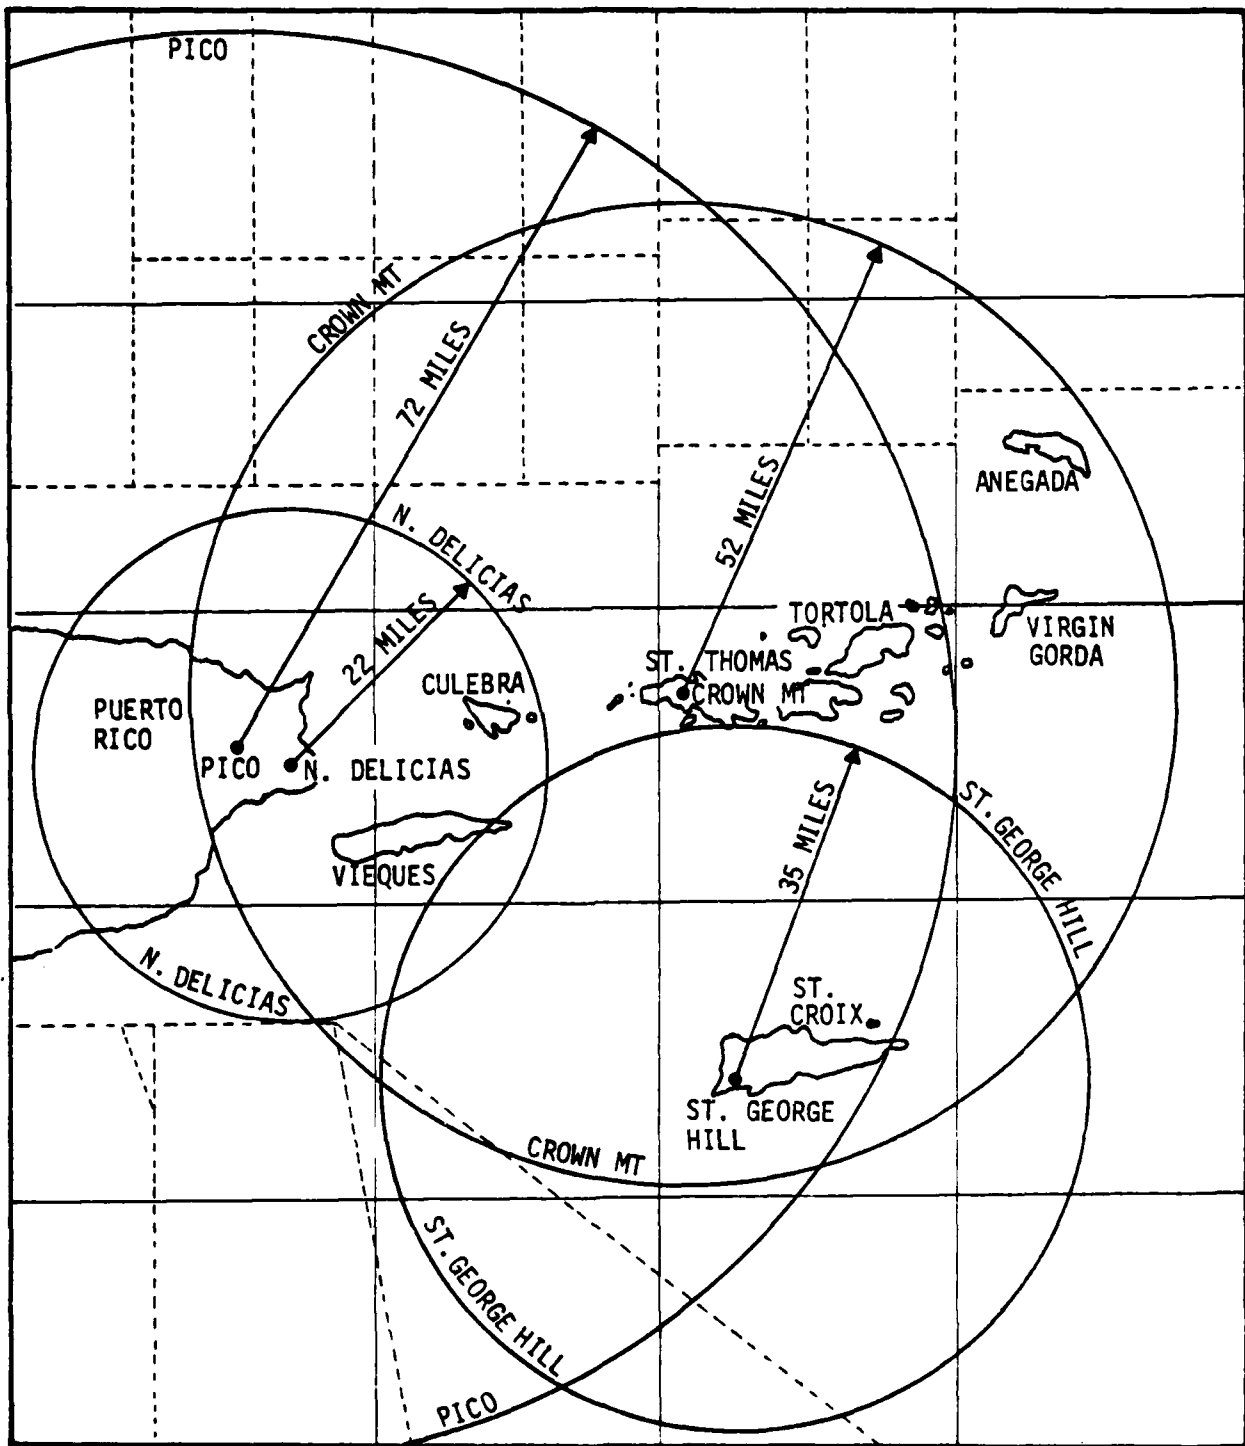 PICO
CROWN MT
72 MILES
52 MILES
ANEGADA
N. DELICIAS
22 MILES
TORTOLA
VIRGIN
GORDA
ST. THOMAS
CROWN MT
CULEBRA
PUERTO
RICO
PICO
N. DELICIAS
35 MILES
ST. GEORGE HILL
VIEQUES
N. DELICIAS
ST.
CROIX
ST. GEORGE
HILL
CROWN MT
ST. GEORGE HILL
PICO